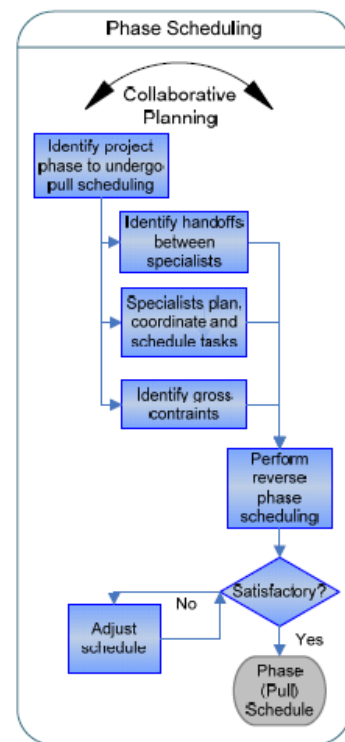 Phase Scheduling
Collaborative
Planning
Identify project
phase to undergo
pull scheduling
Identify handoffs
between
specialists
Specialists plan,
coordinate and
schedule tasks
Identify gross
contraints
Perform
reverse
phase
scheduling
Satisfactory?
No
Adjust
schedule
Yes
Phase
(Pull)
Schedule